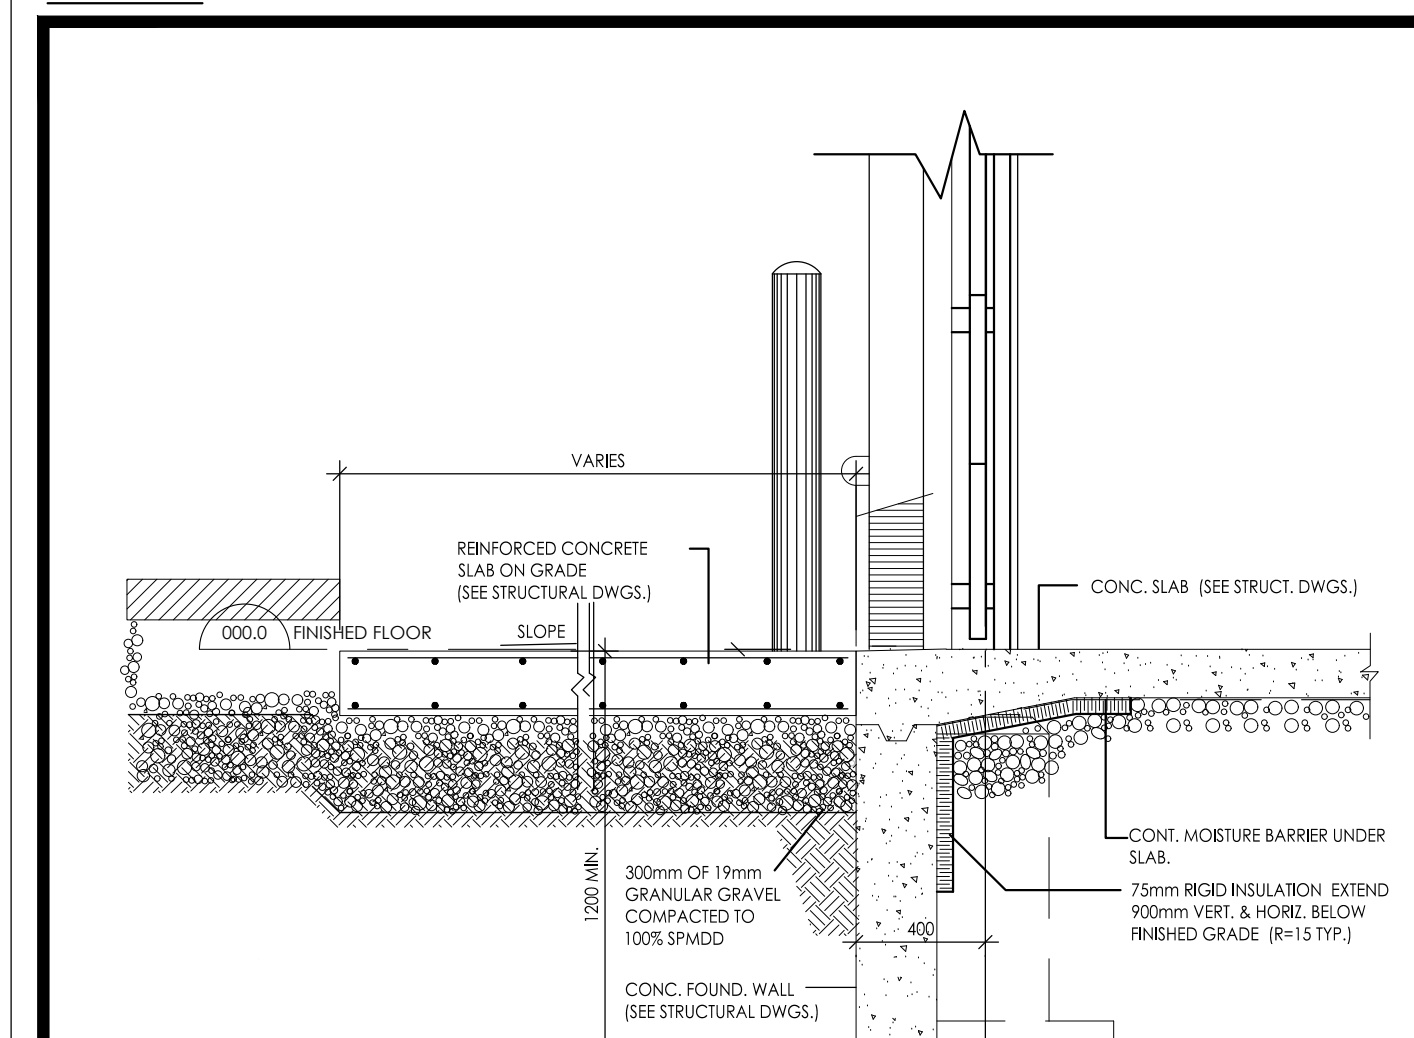 VARIES
REINFORCED CONCRETE
SLAB ON GRADE
(SEE STRUCTURAL DWGS.)
CONC. SLAB (SEE STRUCT. DWGS.)
000.0 FINISHED FLOOR
SLOPE
CONT. MOISTURE BARRIER UNDER
SLAB.
1200 MIN.
300mm OF 19mm
GRANULAR GRAVEL
COMPACTED TO
100% SPMDD
75mm RIGID INSULATION EXTEND
900mm VERT. & HORIZ. BELOW
FINISHED GRADE (R=15 TYP.)
400
CONC. FOUND. WALL
(SEE STRUCTURAL DWGS.)